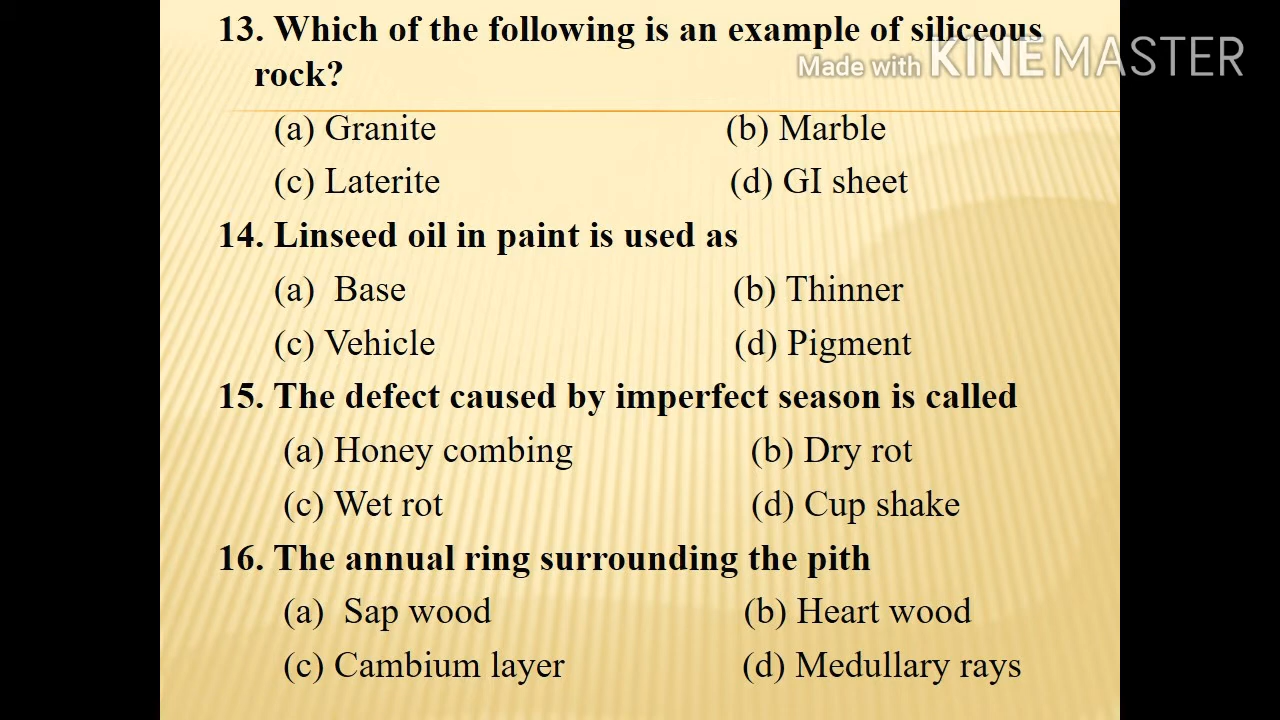 13. Which of the following is an example of siliceous
rock?
Made with KINEMASTER
(a) Granite (b) Marble
(c) Laterite (d) GI sheet
14. Linseed oil in paint is used as
(a) Base (b) Thinner
(c) Vehicle (d) Pigment
15. The defect caused by imperfect season is called
(a) Honey combing (b) Dry rot
(c) Wet rot (d) Cup shake
16. The annual ring surrounding the pith
(a) Sap wood (b) Heart wood
(c) Cambium layer (d) Medullary rays